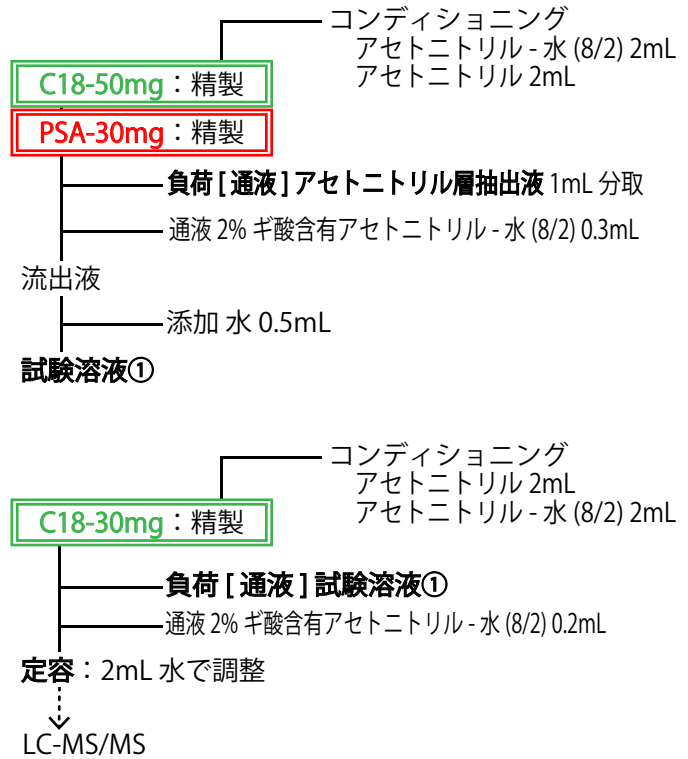 コンディショニング
アセトニトリル - 水 (8/2) 2mL
アセトニトリル 2mL
C18-50mg：精製
PSA-30mg：精製
負荷 [ 通液 ] アセトニトリル層抽出液 1mL 分取
通液 2% ギ酸含有アセトニトリル - 水 (8/2) 0.3mL
流出液
添加 水 0.5mL
試験溶液①
コンディショニング
アセトニトリル 2mL
アセトニトリル - 水 (8/2) 2mL
C18-30mg：精製
負荷 [ 通液 ] 試験溶液①
通液 2% ギ酸含有アセトニトリル - 水 (8/2) 0.2mL
定容：2mL 水で調整
LC-MS/MS